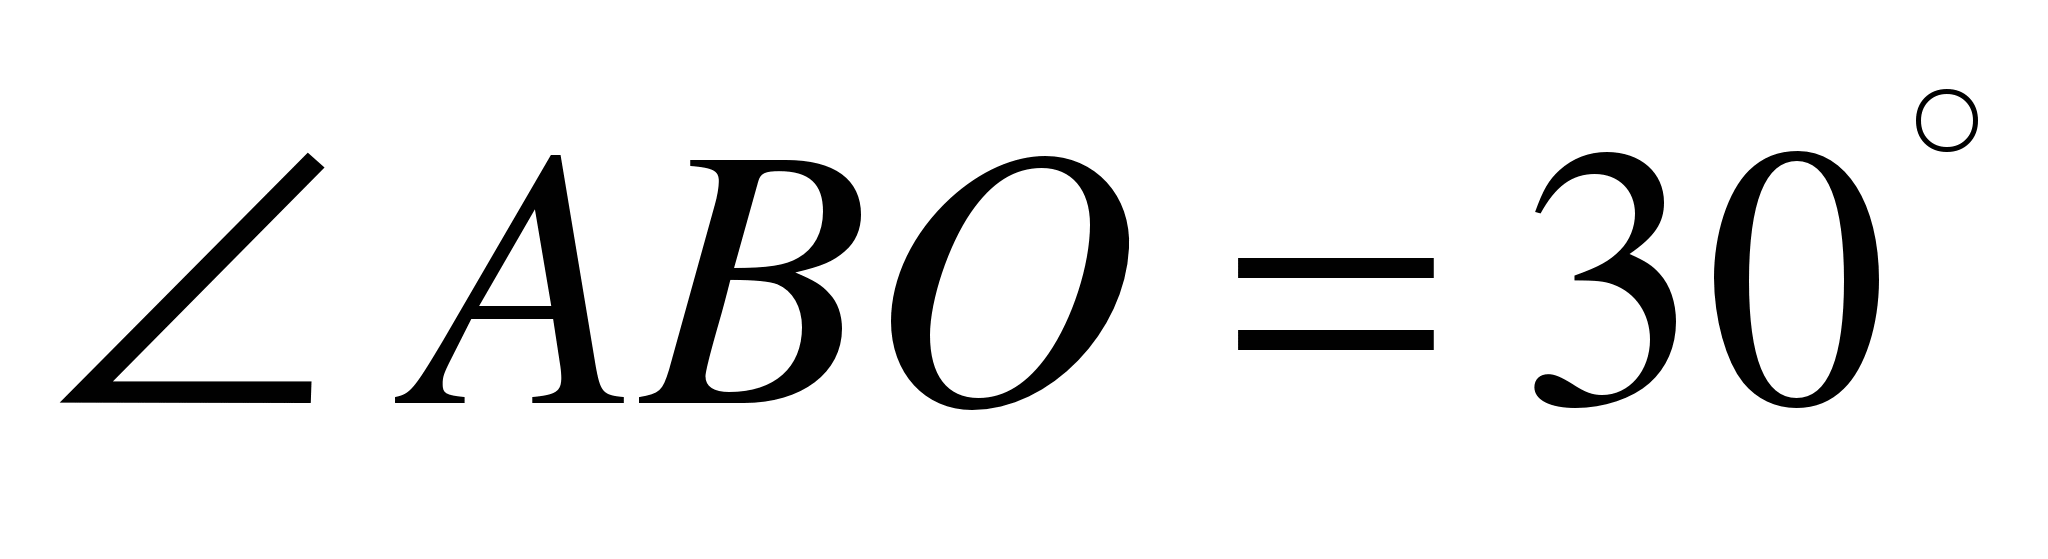 ∠ABO = 30°